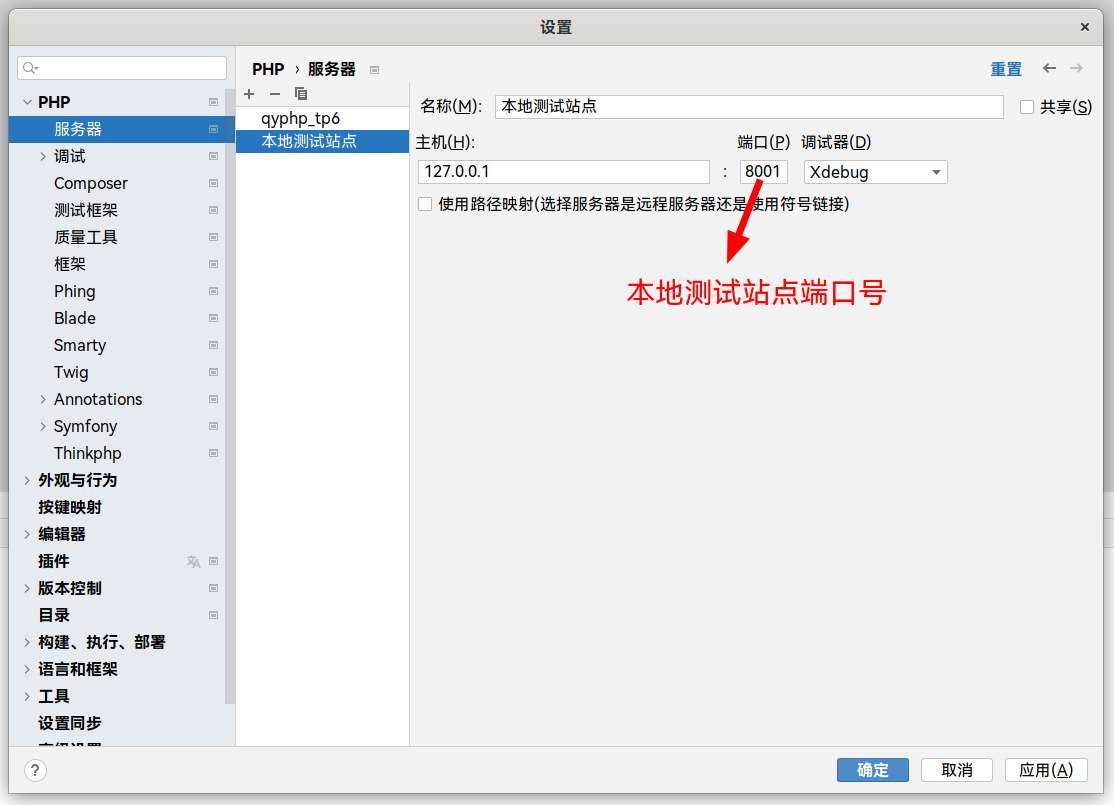 设置
PHP › 服务器
重置
PHP
服务器
调试
Composer
测试框架
质量工具
框架
Phing
Blade
Smarty
Twig
Annotations
Symfony
Thinkphp
外观与行为
按键映射
编辑器
插件
版本控制
目录
构建、执行、部署
语言和框架
工具
设置同步
高级设置
qyphp_tp6
本地测试站点
名称(M): 本地测试站点 共享(S)
主机(H): 端口(P) 调试器(D)
127.0.0.1 : 8001 Xdebug
使用路径映射(选择服务器是远程服务器还是使用符号链接)
本地测试站点端口号
? 确定 取消 应用(A)